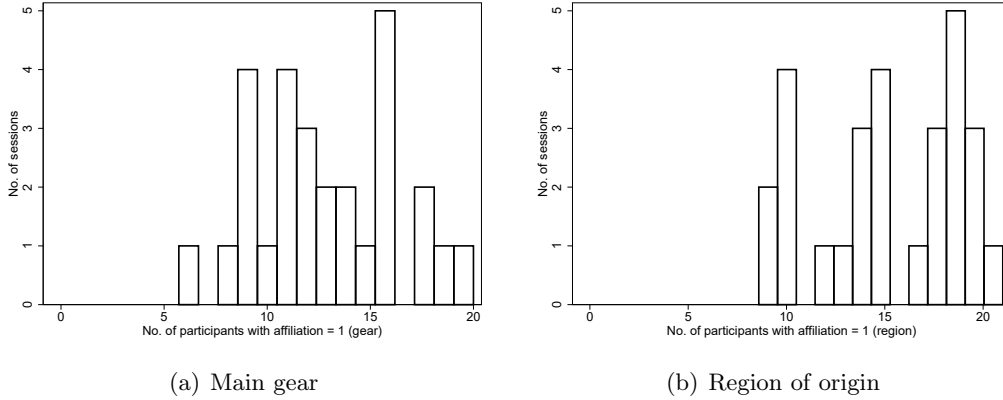 No. of sessions
0 1 2 3 4 5
0 5 10 15 20
No. of participants with affiliation = 1 (gear)
(a) Main gear
No. of sessions
0 1 2 3 4 5
0 5 10 15 20
No. of participants with affiliation = 1 (region)
(b) Region of origin